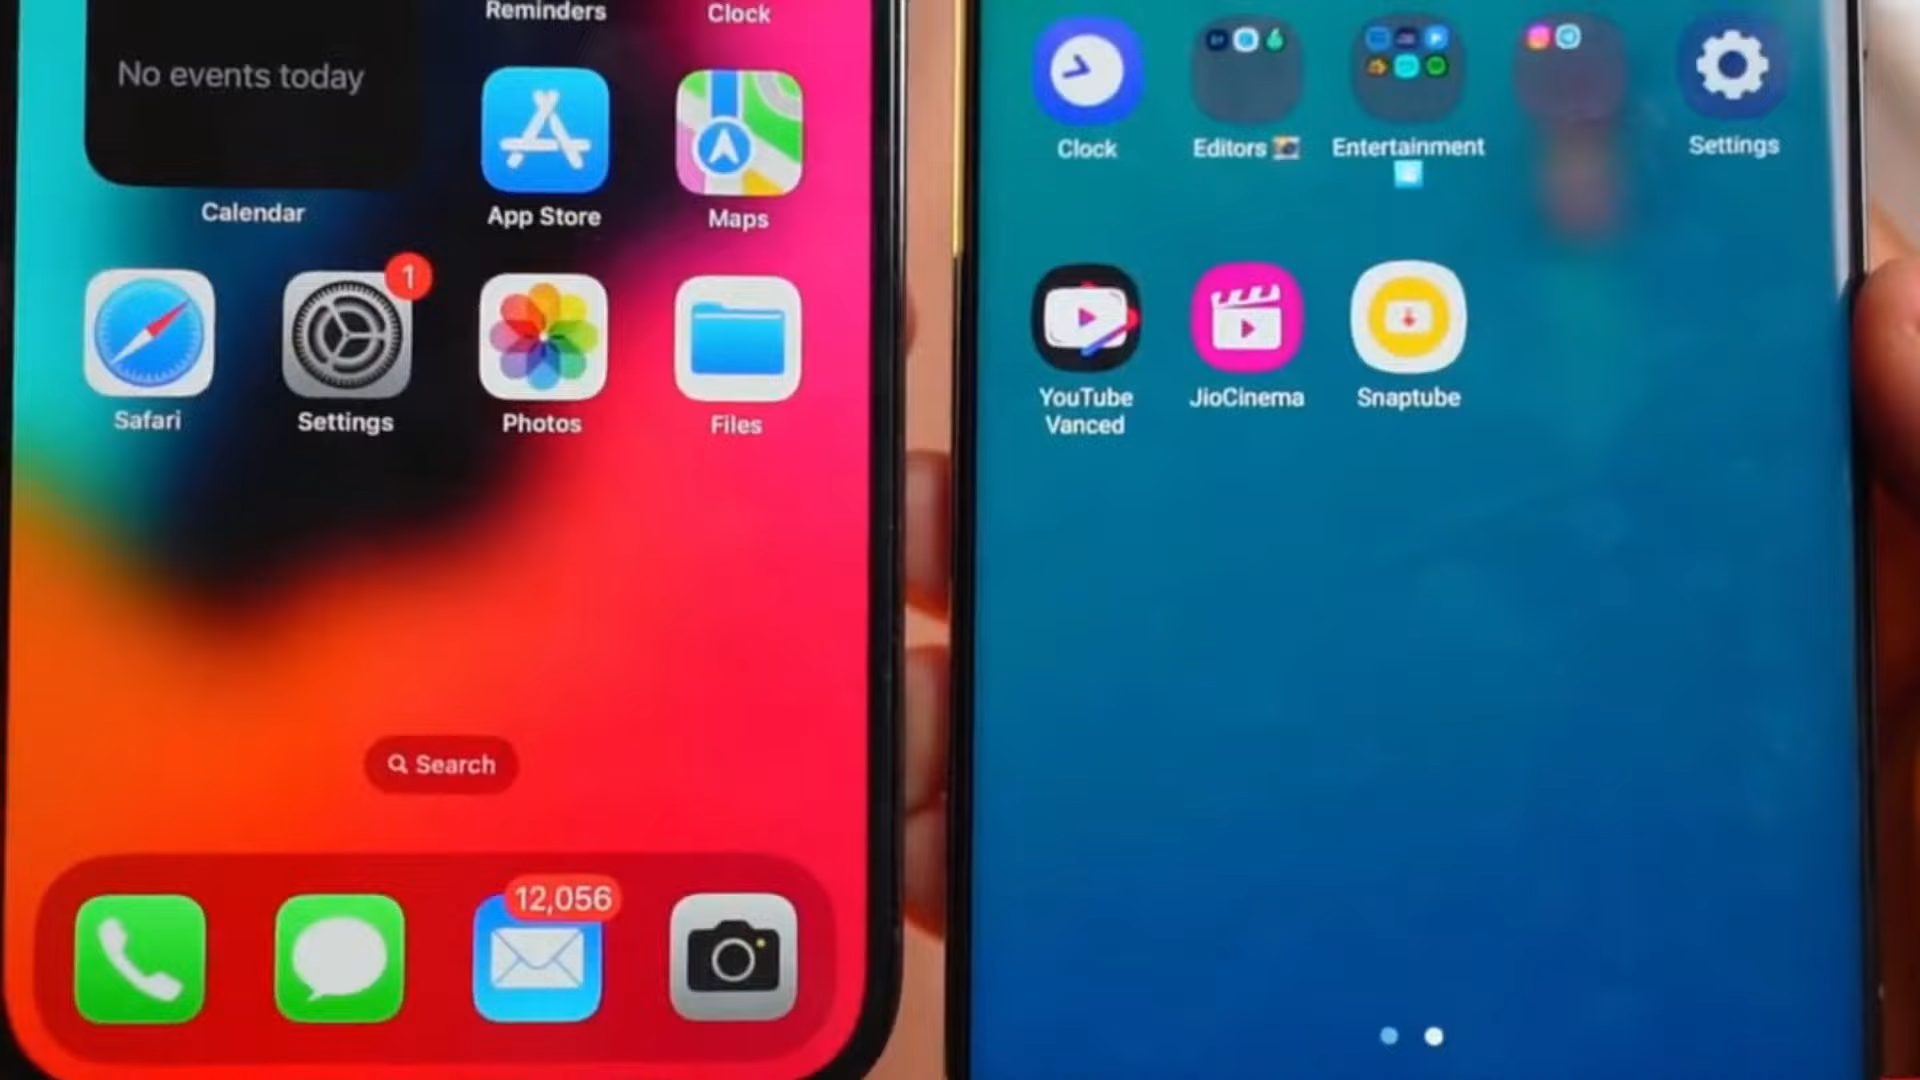 Reminders
Clock
No events today
Calendar
App Store
Maps
1
Safari
Settings
Photos
Files
Search
12,056
Clock
Editors
Entertainment
Settings
YouTube
Vanced
JioCinema
Snaptube